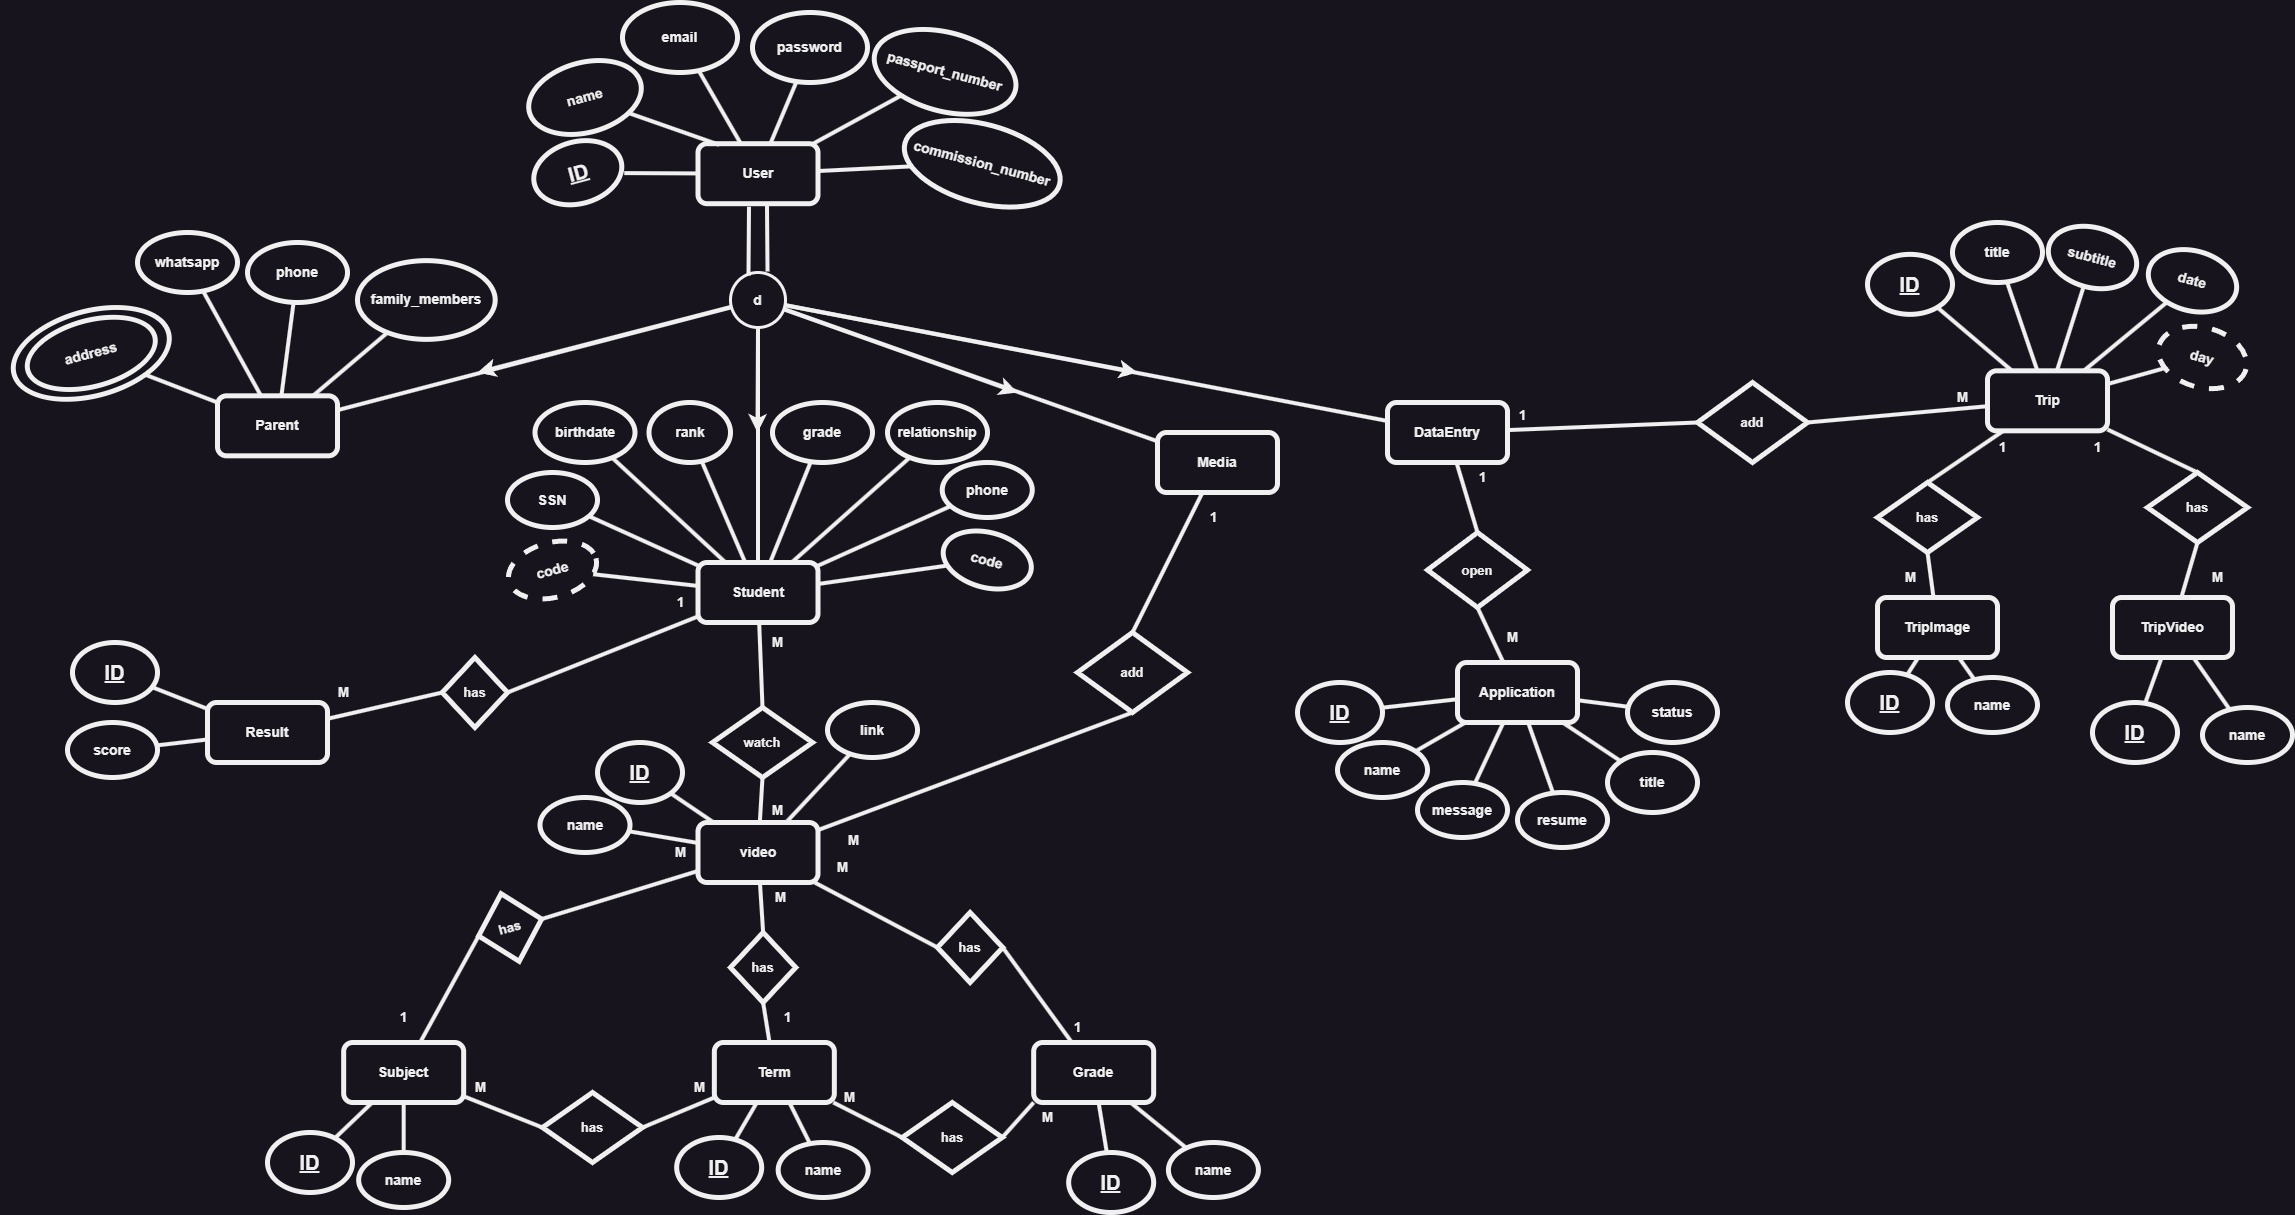 email
password
passport_number
name
commission_number
ID
User
whatsapp
phone
family_members
address
Parent
d
title
subtitle
date
ID
day
Trip
M
add
1
DataEntry
1
1
1
birthdate
rank
grade
relationship
Media
SSN
phone
1
code
code
Student
1
M
has
has
open
M
M
M
TripImage
TripVideo
ID
name
ID
name
ID
score
Result
M
has
watch
add
link
ID
name
M
M
video
M
M
M
Application
ID
status
name
message
resume
title
has
has
has
1
1
1
Subject
Term
Grade
M
M
M
M
has
has
ID
name
ID
name
ID
name